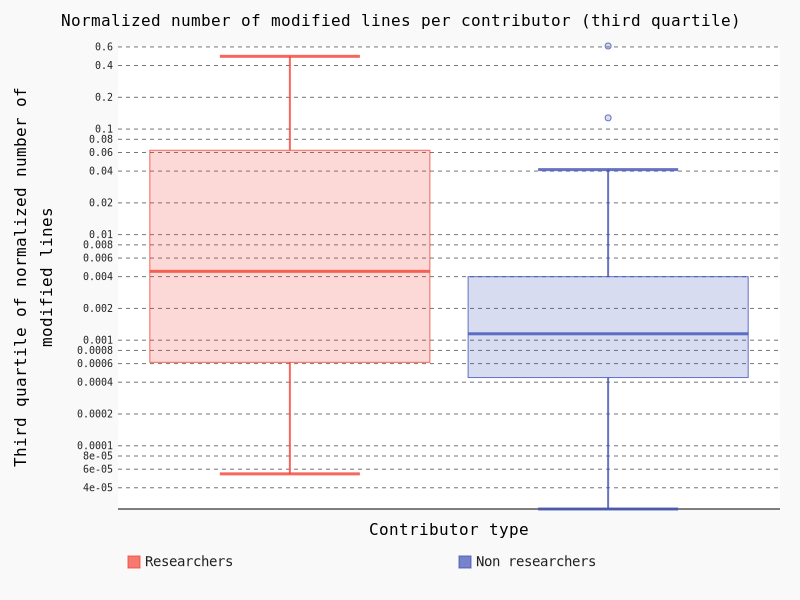 Normalized number of modified lines per contributor (third quartile)
Third quartile of normalized number of
modified lines
0.6
0.4
0.2
0.1
0.08
0.06
0.04
0.02
0.01
0.008
0.006
0.004
0.002
0.001
0.0008
0.0006
0.0004
0.0002
0.0001
8e-05
6e-05
4e-05
Contributor type
Researchers
Non researchers